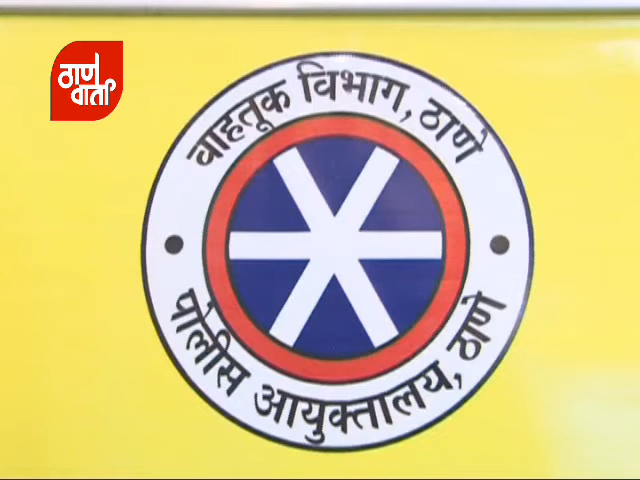 ठाणे
वार्ता
वाहतूक विभाग, ठाणे
पोलीस आयुक्तालय, ठाणे